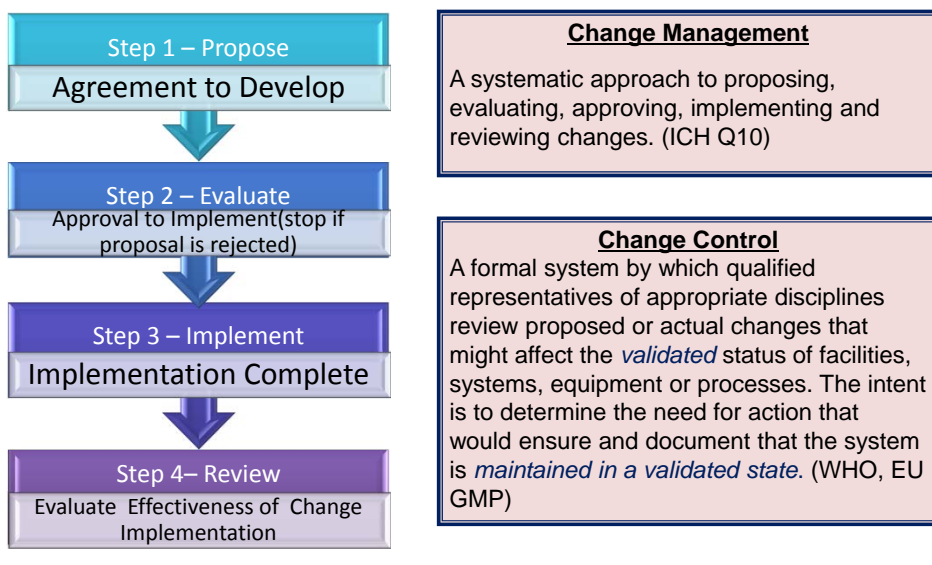 Step 1 – Propose
Agreement to Develop
Step 2 – Evaluate
Approval to Implement(stop if
proposal is rejected)
Step 3 – Implement
Implementation Complete
Step 4– Review
Evaluate Effectiveness of Change
Implementation
Change Management
A systematic approach to proposing,
evaluating, approving, implementing and
reviewing changes. (ICH Q10)
Change Control
A formal system by which qualified
representatives of appropriate disciplines
review proposed or actual changes that
might affect the validated status of facilities,
systems, equipment or processes. The intent
is to determine the need for action that
would ensure and document that the system
is maintained in a validated state. (WHO, EU
GMP)